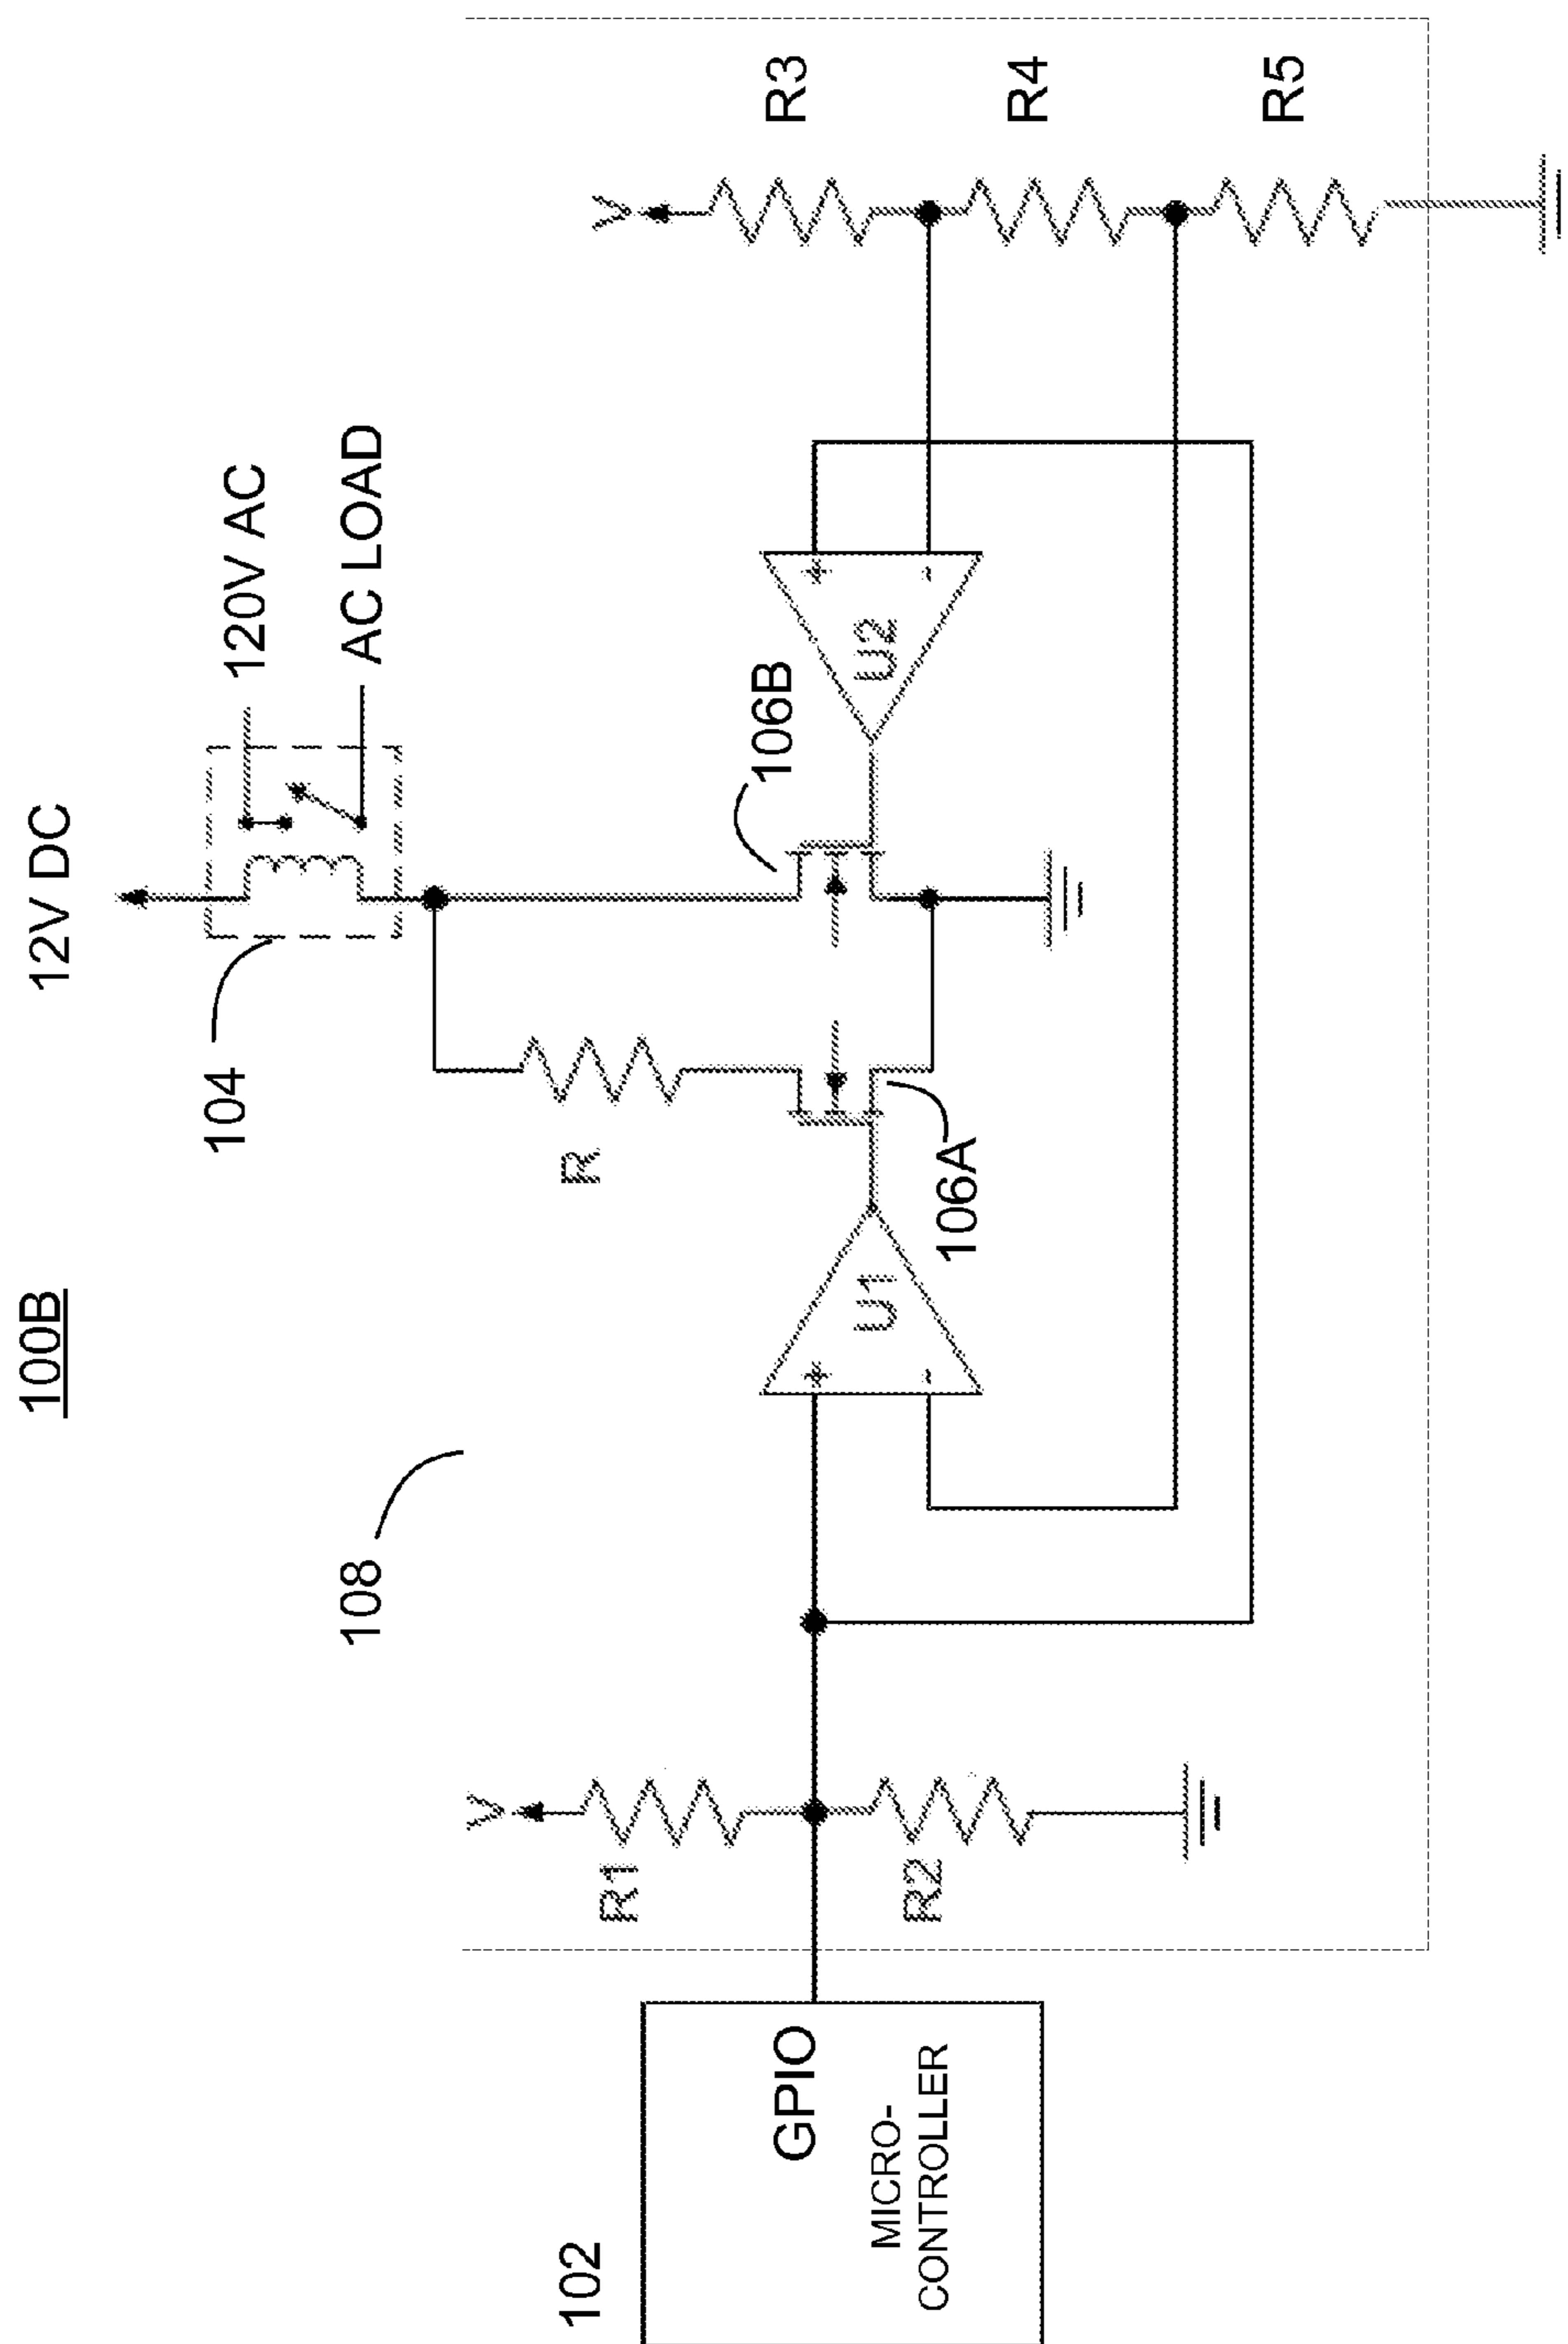 100B
12V DC
104
120V AC
AC LOAD
108
R
106B
V
R3
V
R1
102
GPIO
MICRO-
CONTROLLER
+
-
U1
+
-
U2
R4
R2
106A
R5